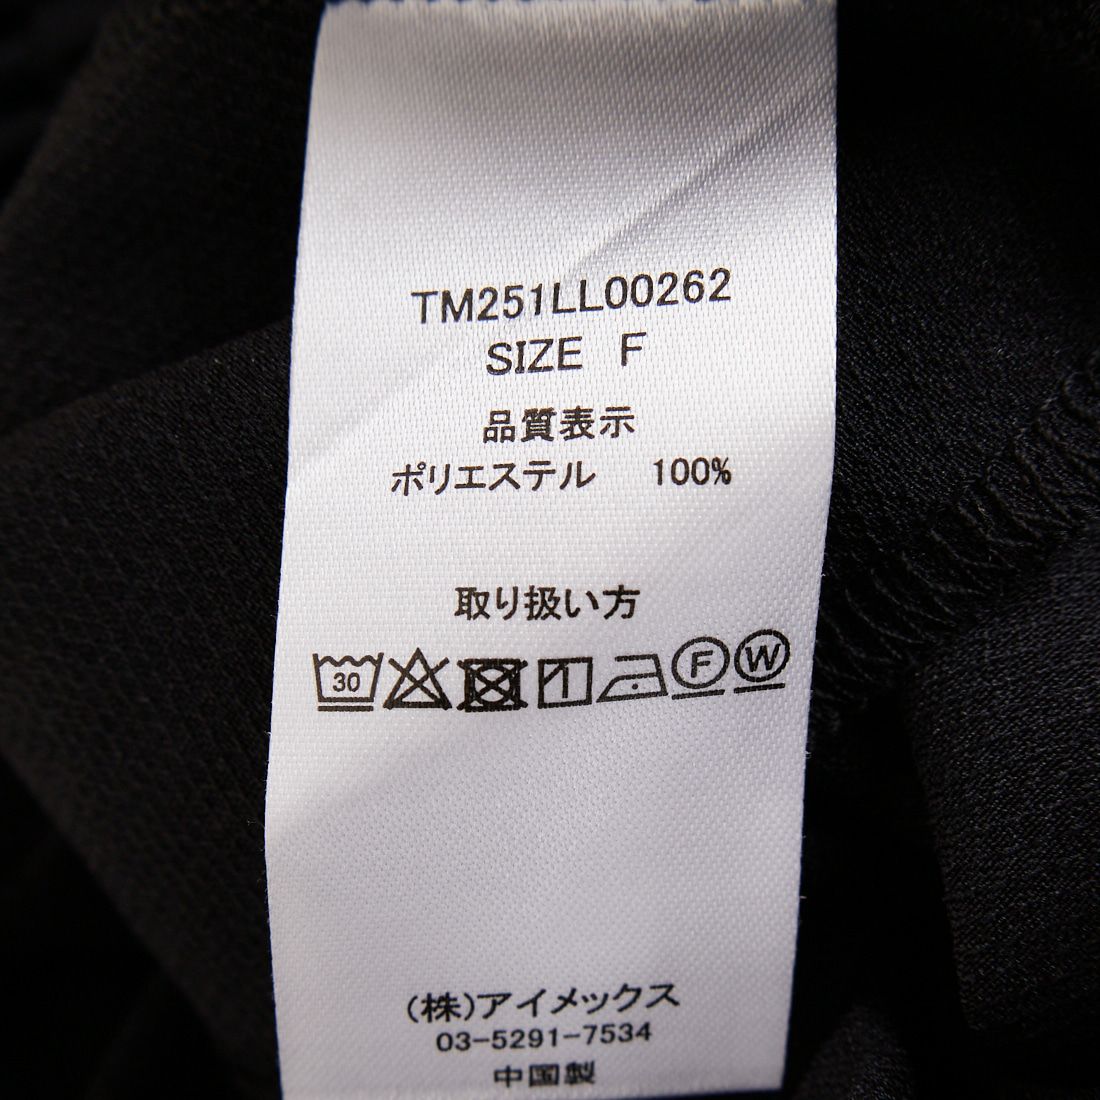 TM251LL00262
SIZE F
品質表示
ポリエステル 100%
取り扱い方
30 F W
(株)アイメックス
03-5291-7534
中国製